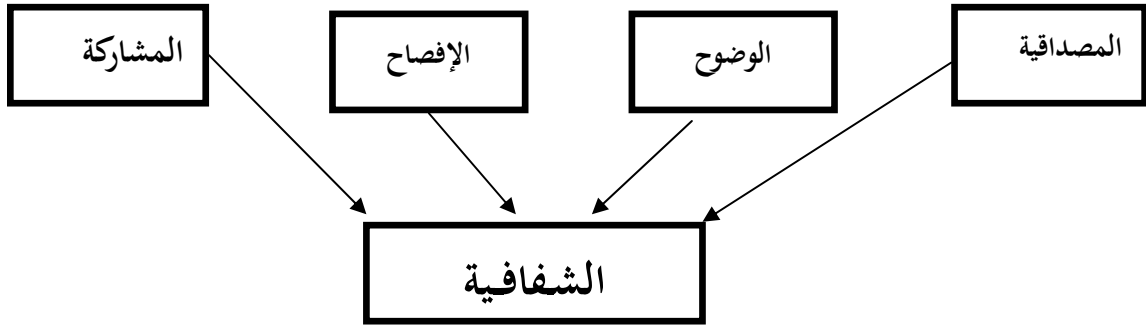 المصداقية
الوضوح
الإفصاح
المشاركة
الشفافية